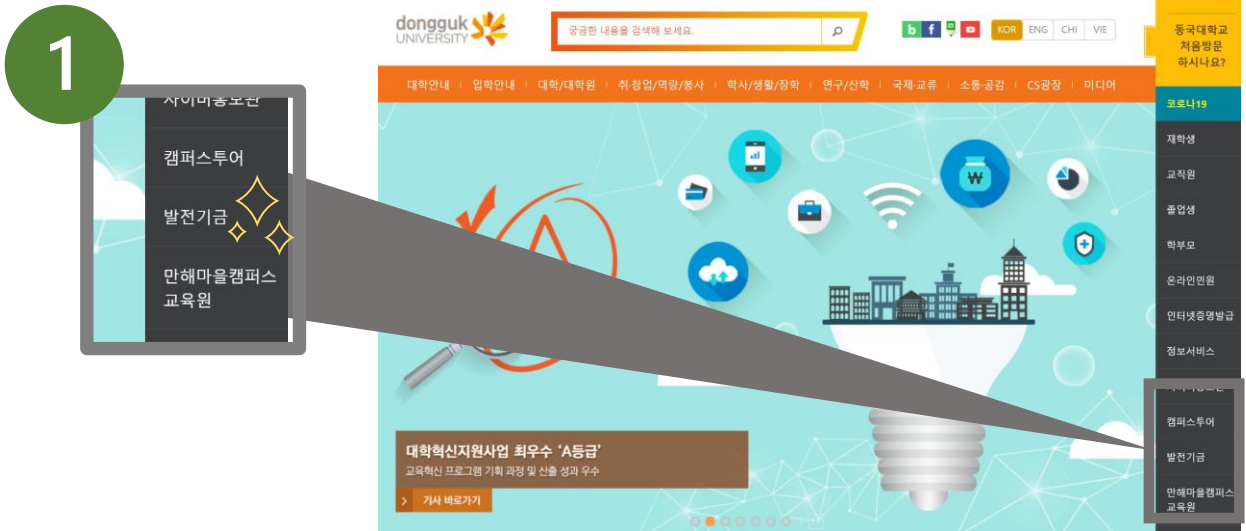 1
사이버홍보관
캠퍼스투어
발전기금
만해마을캠퍼스
교육원
dongguk
UNIVERSITY
궁금한 내용을 검색해 보세요.
b f KOR ENG CHI VIE
동국대학교
처음방문
하시나요?
대학안내 | 입학안내 | 대학/대학원 | 취·창업/역량/봉사 | 학사/생활/장학 | 연구/산학 | 국제·교류 | 소통·공감 | CS광장 | 미디어
코로나19
재학생
교직원
졸업생
학부모
온라인민원
인터넷증명발급
정보서비스
캠퍼스투어
발전기금
만해마을캠퍼스
교육원
₩
대학혁신지원사업 최우수 ‘A등급’
교육혁신 프로그램 기획 과정 및 산출 성과 우수
> 기사 바로가기